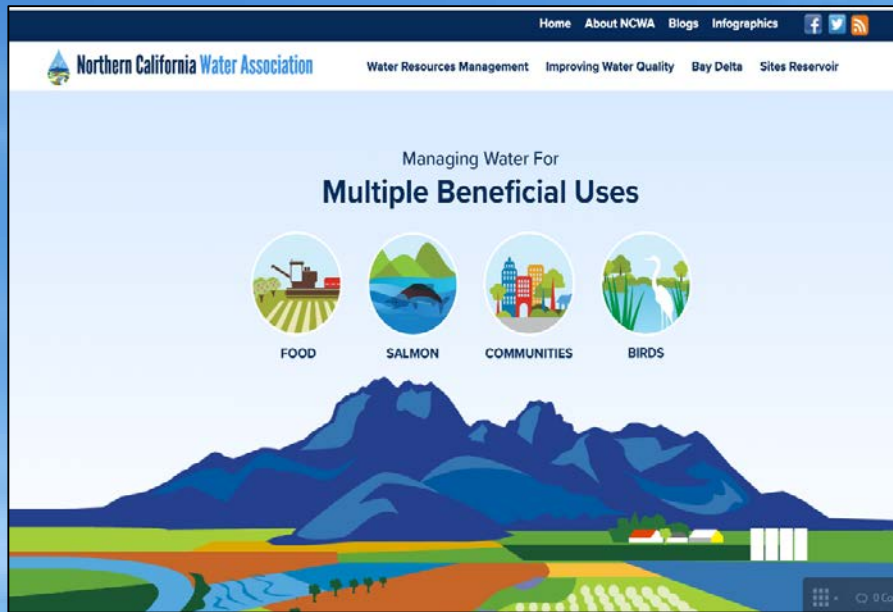 Home About NCWA Blogs Infographics
Northern California Water Association
Water Resources Management Improving Water Quality Bay Delta Sites Reservoir
Managing Water For
Multiple Beneficial Uses
FOOD SALMON COMMUNITIES BIRDS